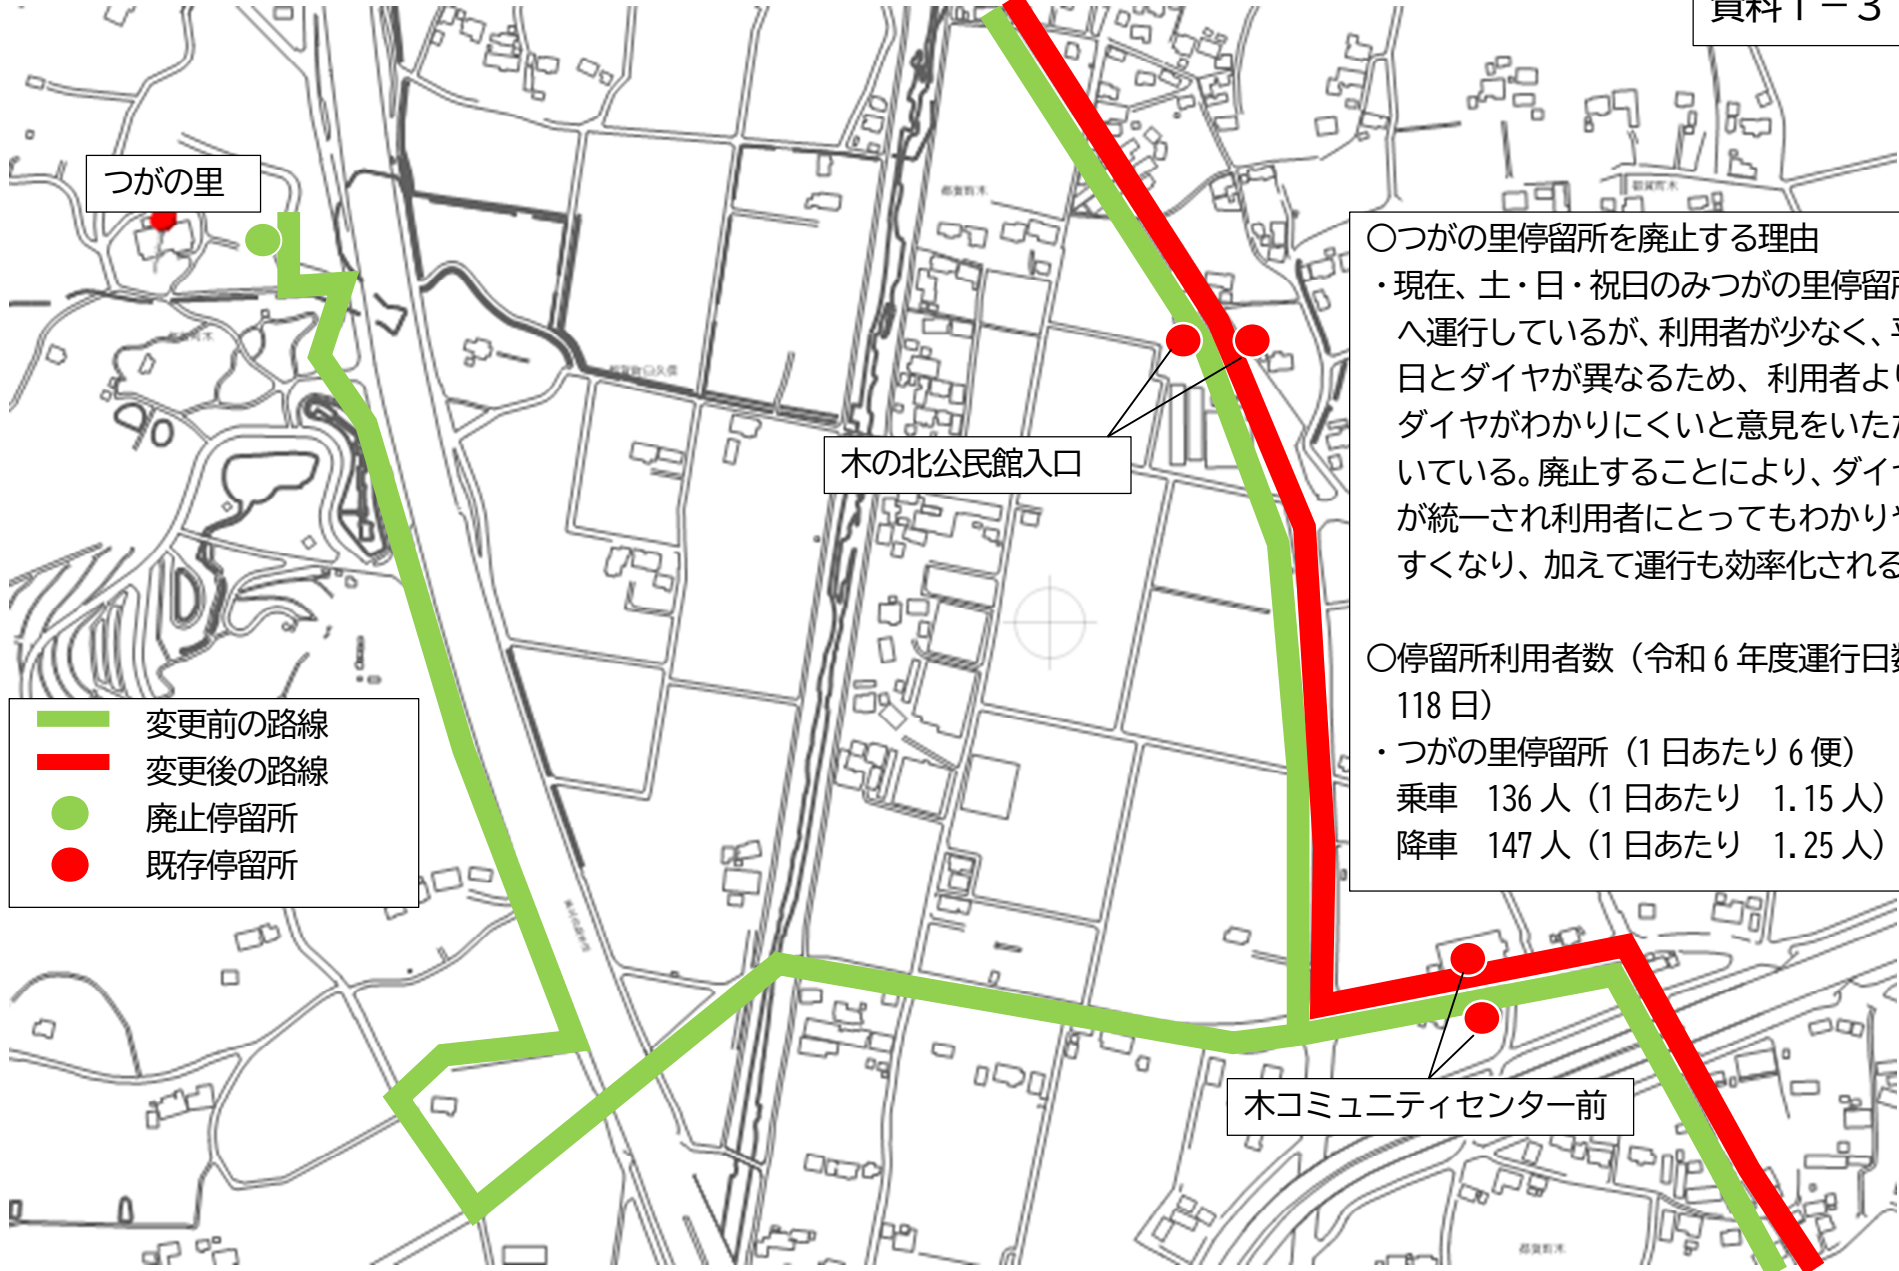 資料１－３
つがの里
都賀町木
都賀町木
○つがの里停留所を廃止する理由
・現在、土・日・祝日のみつがの里停留所
へ運行しているが、利用者が少なく、平
日とダイヤが異なるため、利用者より
ダイヤがわかりにくいと意見をいただ
いている。廃止することにより、ダイヤ
が統一され利用者にとってもわかりや
すくなり、加えて運行も効率化される
木の北公民館入口
○停留所利用者数（令和６年度運行日数
118日）
・つがの里停留所（1日あたり6便）
乗車　136人（1日あたり　1.15人）
降車　147人（1日あたり　1.25人）
変更前の路線
変更後の路線
廃止停留所
既存停留所
木コミュニティセンター前
都賀町木